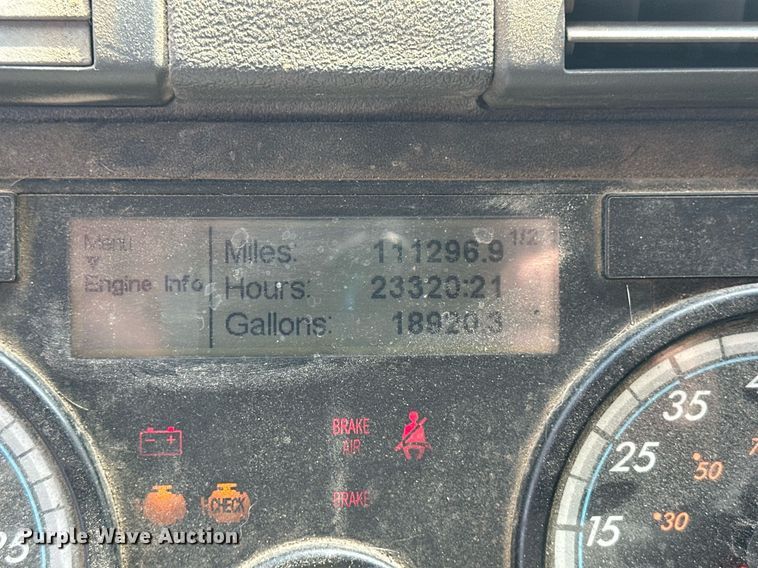 Menu
1/2
Miles: 111296.9
Engine Info
Hours: 23320:21
Gallons: 18920.3
BRAKE
AIR
CHECK
BRAKE
35
25
50
15
30
Purple Wave Auction